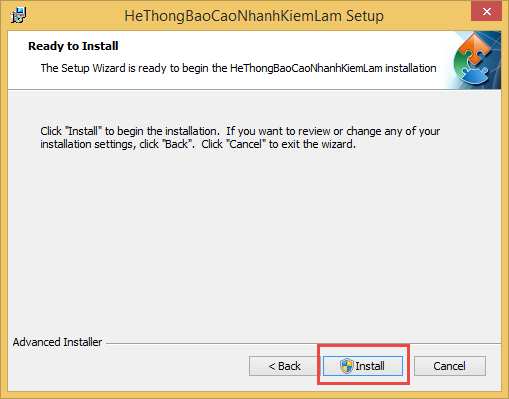 HeThongBaoCaoNhanhKiemLam Setup
Ready to Install
The Setup Wizard is ready to begin the HeThongBaoCaoNhanhKiemLam installation
Click "Install" to begin the installation.  If you want to review or change any of your
installation settings, click "Back".  Click "Cancel" to exit the wizard.
Advanced Installer
< Back Install Cancel